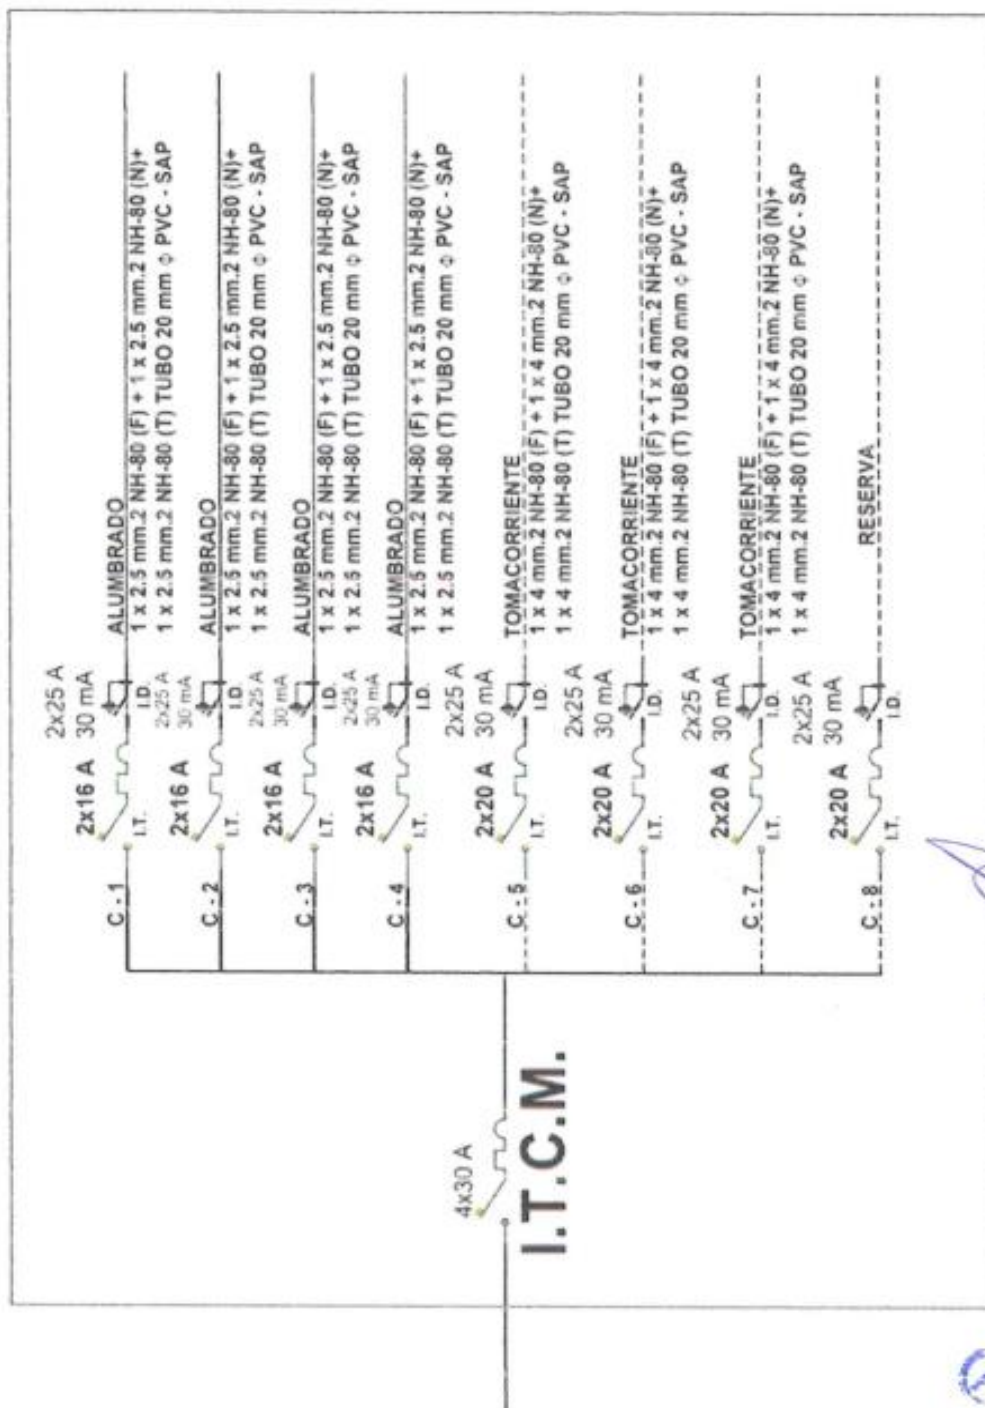 4x30 A
I.T.C.M.
C - 1
2x16 A
I.T.
2x25 A
30 mA
I.D.
ALUMBRADO
1 x 2.5 mm.2 NH-80 (F) + 1 x 2.5 mm.2 NH-80 (N)+
1 x 2.5 mm.2 NH-80 (T) TUBO 20 mm ϕ PVC - SAP
C - 2
2x16 A
I.T.
2x25 A
30 mA
I.D.
ALUMBRADO
1 x 2.5 mm.2 NH-80 (F) + 1 x 2.5 mm.2 NH-80 (N)+
1 x 2.5 mm.2 NH-80 (T) TUBO 20 mm ϕ PVC - SAP
C - 3
2x16 A
I.T.
2x25 A
30 mA
I.D.
ALUMBRADO
1 x 2.5 mm.2 NH-80 (F) + 1 x 2.5 mm.2 NH-80 (N)+
1 x 2.5 mm.2 NH-80 (T) TUBO 20 mm ϕ PVC - SAP
C - 4
2x16 A
I.T.
2x25 A
30 mA
I.D.
ALUMBRADO
1 x 2.5 mm.2 NH-80 (F) + 1 x 2.5 mm.2 NH-80 (N)+
1 x 2.5 mm.2 NH-80 (T) TUBO 20 mm ϕ PVC - SAP
C - 5
2x20 A
I.T.
2x25 A
30 mA
I.D.
TOMACORRIENTE
1 x 4 mm.2 NH-80 (F) + 1 x 4 mm.2 NH-80 (N)+
1 x 4 mm.2 NH-80 (T) TUBO 20 mm ϕ PVC - SAP
C - 6
2x20 A
I.T.
2x25 A
30 mA
I.D.
TOMACORRIENTE
1 x 4 mm.2 NH-80 (F) + 1 x 4 mm.2 NH-80 (N)+
1 x 4 mm.2 NH-80 (T) TUBO 20 mm ϕ PVC - SAP
C - 7
2x20 A
I.T.
2x25 A
30 mA
I.D.
TOMACORRIENTE
1 x 4 mm.2 NH-80 (F) + 1 x 4 mm.2 NH-80 (N)+
1 x 4 mm.2 NH-80 (T) TUBO 20 mm ϕ PVC - SAP
C - 8
2x20 A
I.T.
2x25 A
30 mA
I.D.
RESERVA